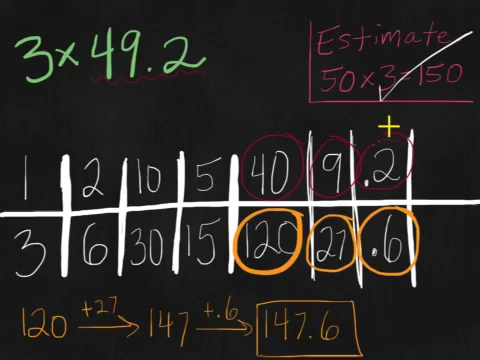 3 × 49.2
Estimate
50 × 3 = 150
1 2 10 5 40 9 .2
3 6 30 15 120 27 .6
+27 +.6
120 → 147 → 147.6